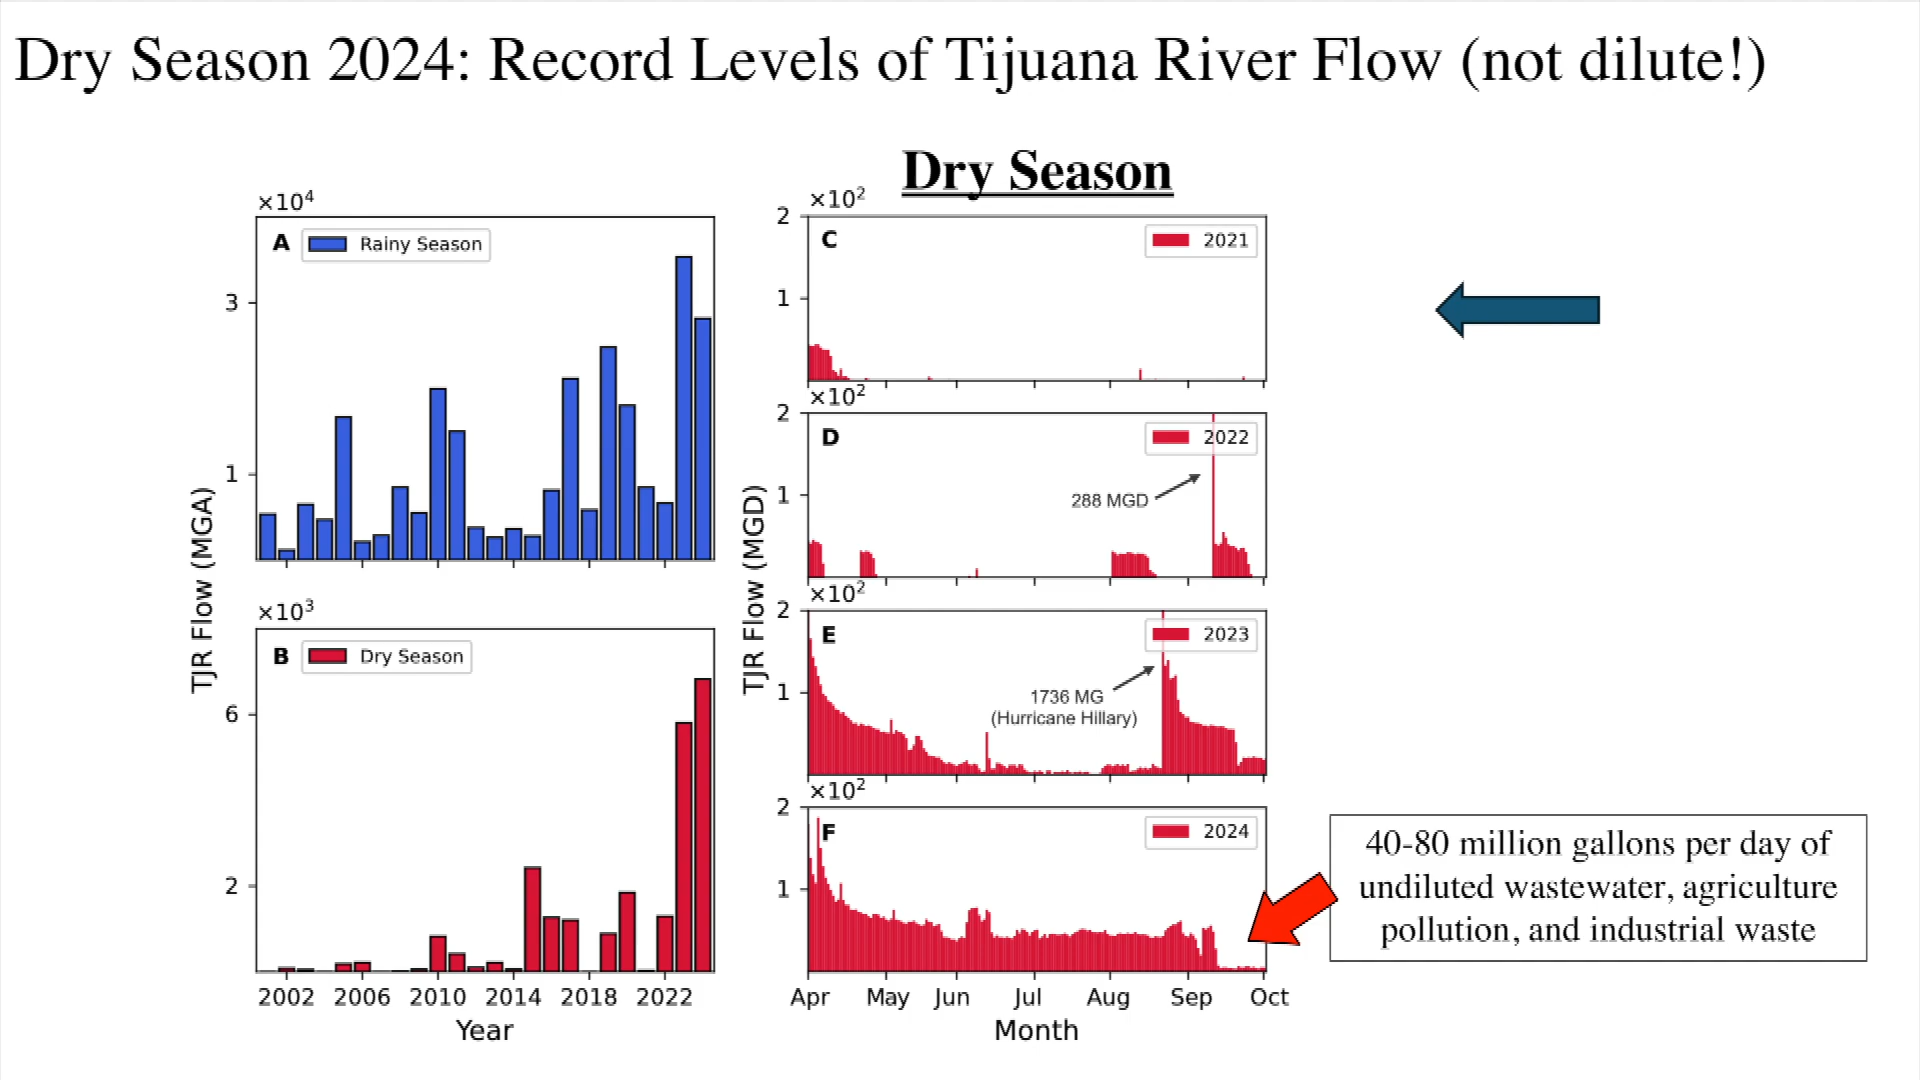 Dry Season 2024: Record Levels of Tijuana River Flow (not dilute!)
Dry Season
×10⁴
A Rainy Season
3
1
TJR Flow (MGA)
×10³
B Dry Season
6
2
2002 2006 2010 2014 2018 2022
Year
×10²
2
C 2021
1
×10²
2
D 2022
1
288 MGD
TJR Flow (MGD)
×10²
2
E 2023
1
1736 MG
(Hurricane Hillary)
×10²
2
F 2024
1
Apr May Jun Jul Aug Sep Oct
Month
40-80 million gallons per day of
undiluted wastewater, agriculture
pollution, and industrial waste